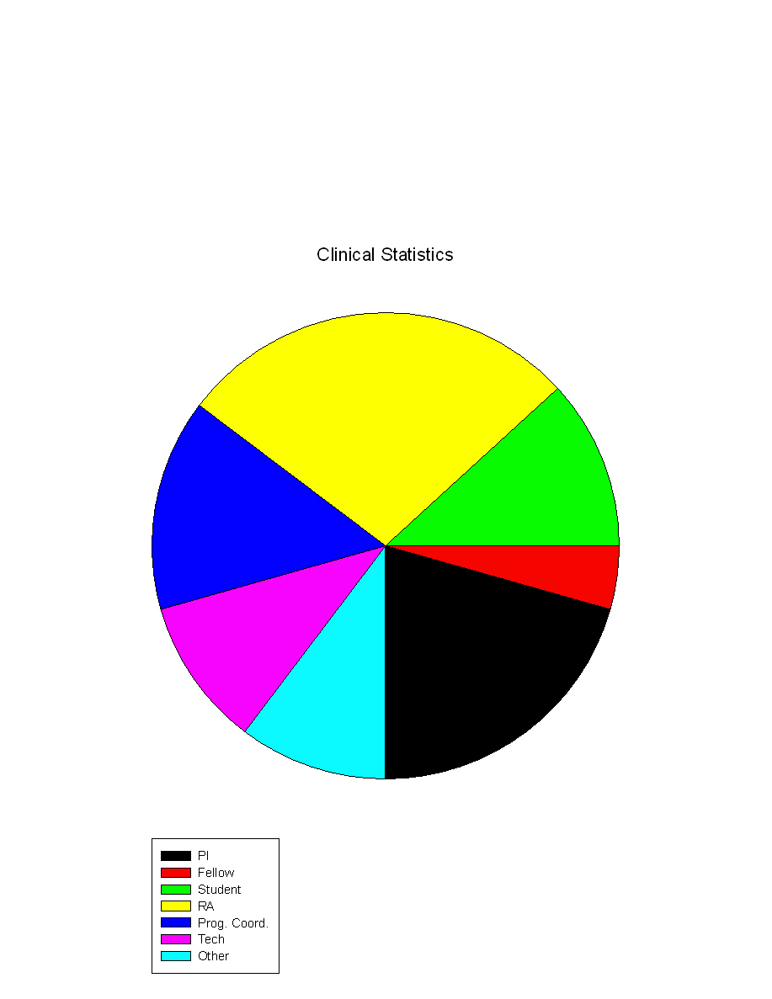 Clinical Statistics
PI
Fellow
Student
RA
Prog. Coord.
Tech
Other